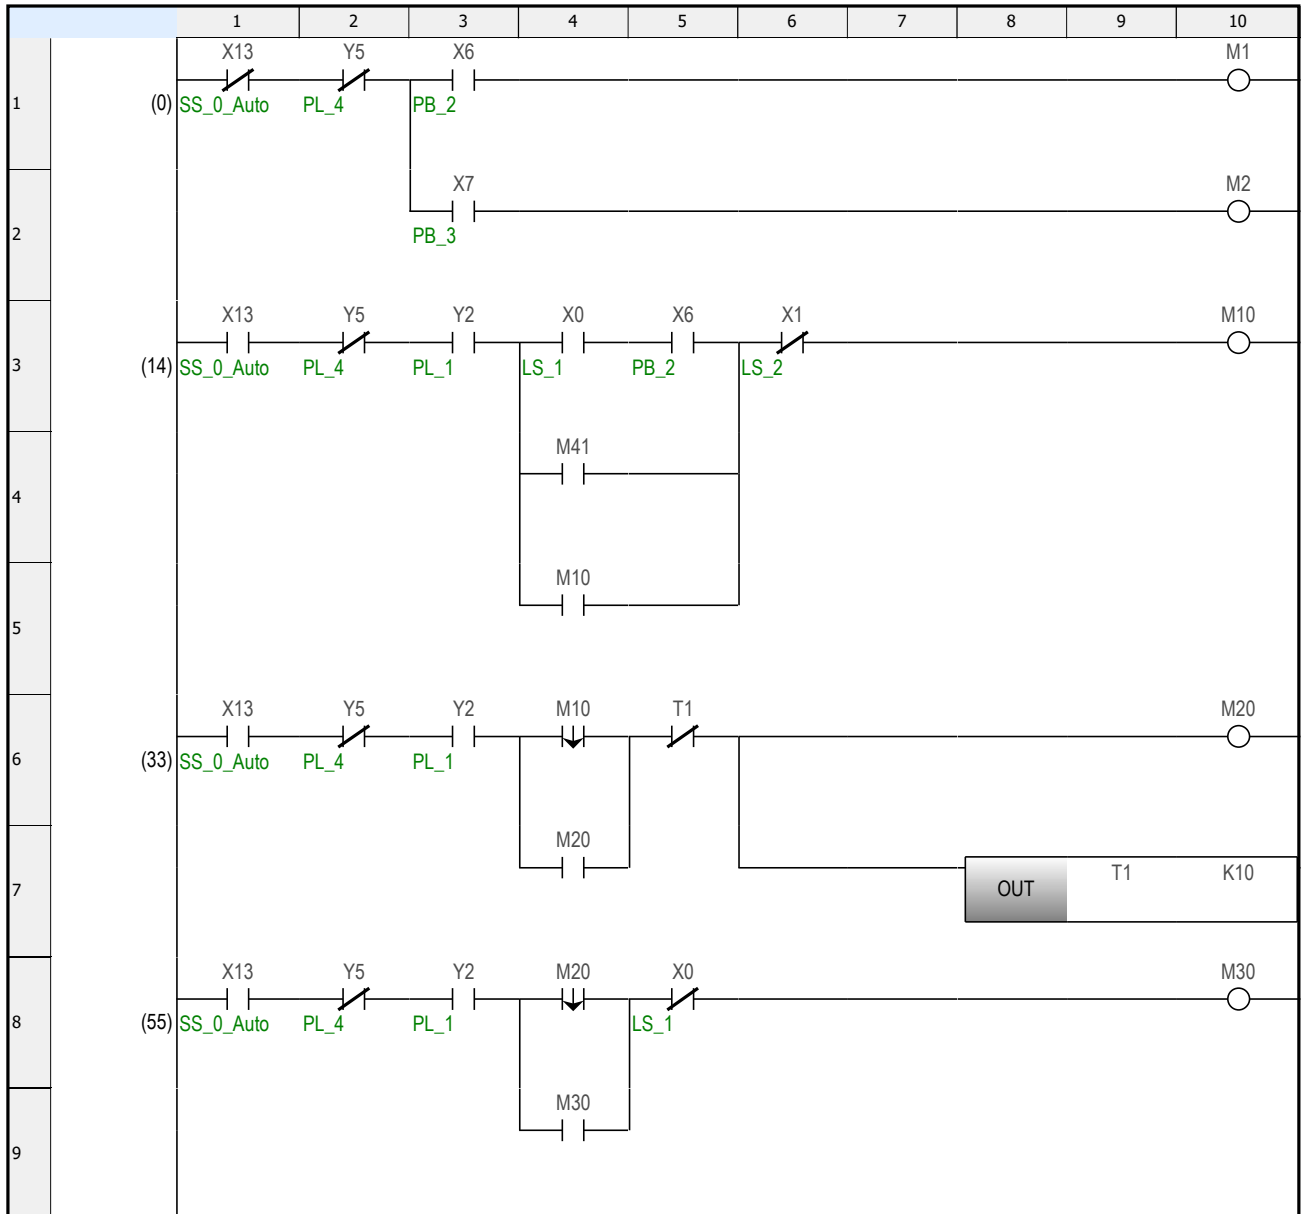 1 2 3 4 5 6 7 8 9 10
X13 Y5 X6 M1
1 (0) SS_0_Auto PL_4 PB_2
X7 M2
2 PB_3
X13 Y5 Y2 X0 X6 X1 M10
3 (14) SS_0_Auto PL_4 PL_1 LS_1 PB_2 LS_2
M41
4
M10
5
X13 Y5 Y2 M10 T1 M20
6 (33) SS_0_Auto PL_4 PL_1
M20
7 OUT T1 K10
X13 Y5 Y2 M20 X0 M30
8 (55) SS_0_Auto PL_4 PL_1 LS_1
M30
9